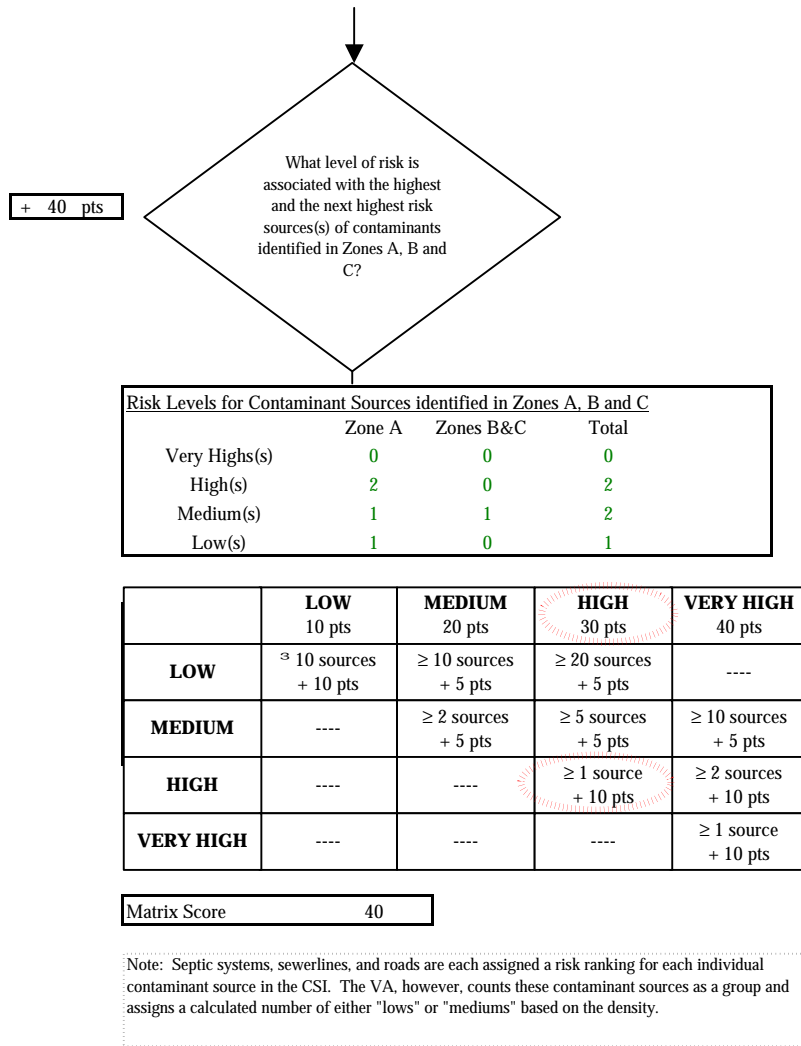 What level of risk is
associated with the highest
and the next highest risk
sources(s) of contaminants
identified in Zones A, B and
C?
+ 40 pts
Risk Levels for Contaminant Sources identified in Zones A, B and C
Zone A Zones B&C Total
Very Highs(s) 0 0 0
High(s) 2 0 2
Medium(s) 1 1 2
Low(s) 1 0 1
LOW MEDIUM HIGH VERY HIGH
10 pts 20 pts 30 pts 40 pts
LOW ³ 10 sources ≥ 10 sources ≥ 20 sources ----
+ 10 pts + 5 pts + 5 pts
MEDIUM ---- ≥ 2 sources ≥ 5 sources ≥ 10 sources
+ 5 pts + 5 pts + 5 pts
HIGH ---- ---- ≥ 1 source ≥ 2 sources
+ 10 pts + 10 pts
VERY HIGH ---- ---- ---- ≥ 1 source
+ 10 pts
Matrix Score 40
Note: Septic systems, sewerlines, and roads are each assigned a risk ranking for each individual
contaminant source in the CSI. The VA, however, counts these contaminant sources as a group and
assigns a calculated number of either "lows" or "mediums" based on the density.